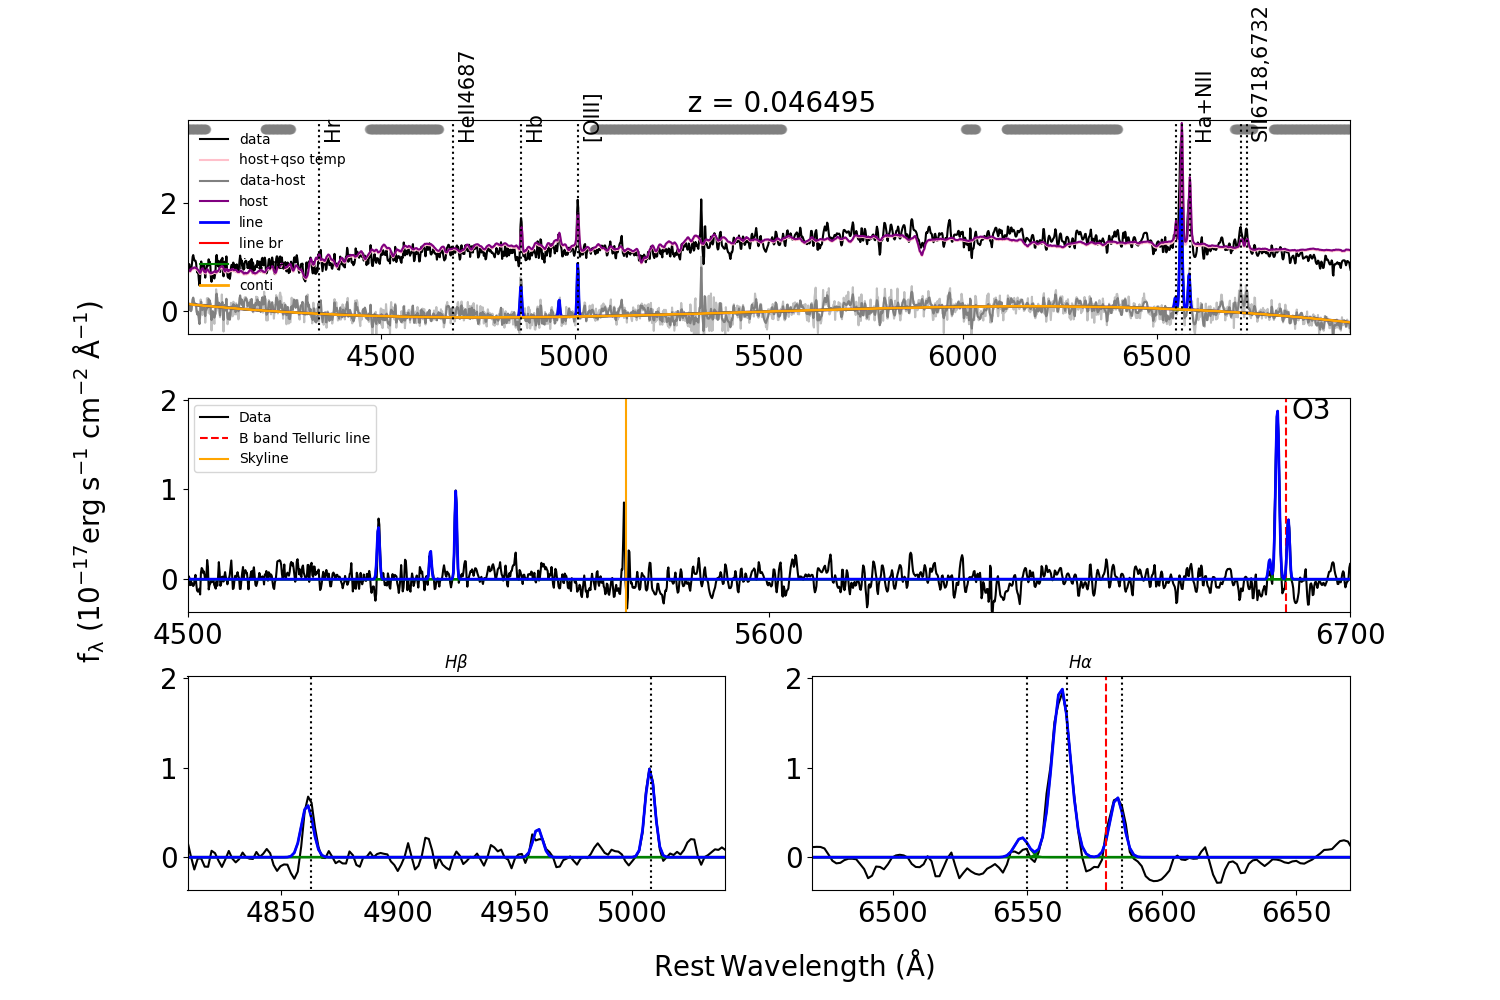 z = 0.046495
Hr
HeII4687
Hb
[OIII]
Ha+NII
SII6718,6732
data
host+qso temp
data-host
host
line
line br
conti
2
0
4500 5000 5500 6000 6500
fλ (10⁻¹⁷erg s⁻¹ cm⁻² Å⁻¹)
Data
B band Telluric line
Skyline
O3
2
1
0
4500 5600 6700
Hβ
2
1
0
4850 4900 4950 5000
Hα
2
1
0
6500 6550 6600 6650
Rest Wavelength (Å)